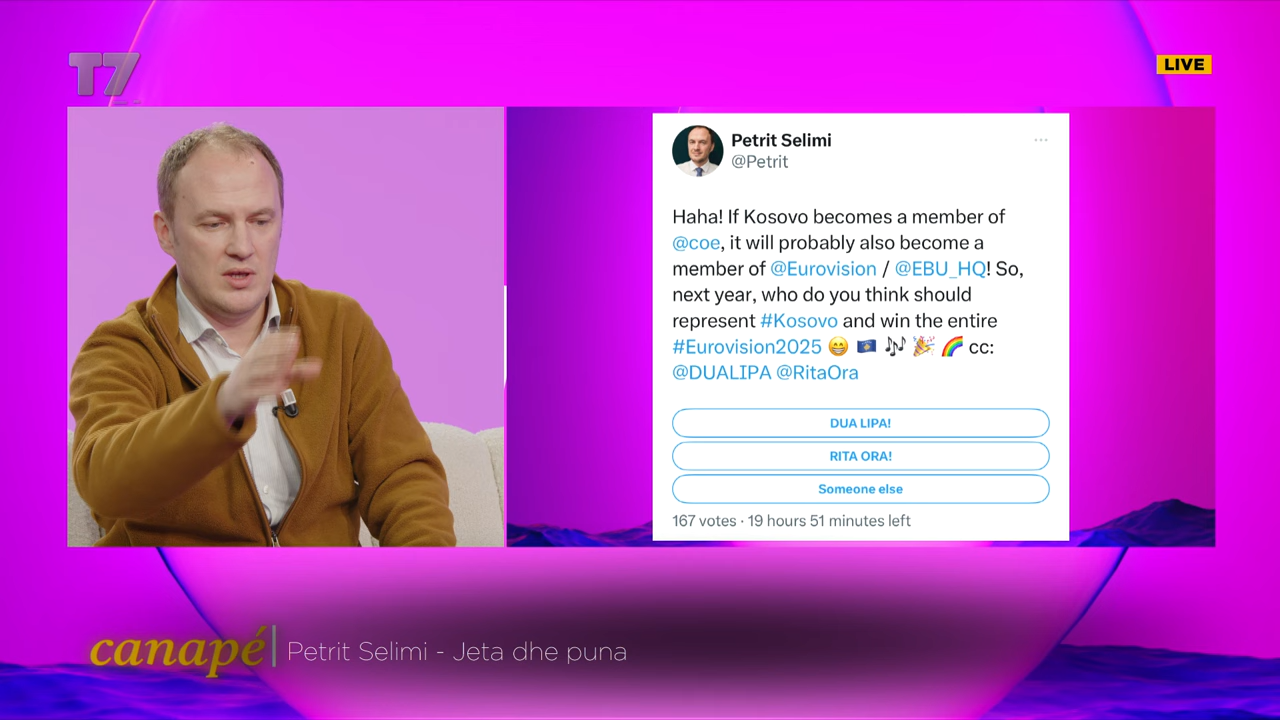 T7
LIVE
Petrit Selimi
@Petrit
Haha! If Kosovo becomes a member of
@coe, it will probably also become a
member of @Eurovision / @EBU_HQ! So,
next year, who do you think should
represent #Kosovo and win the entire
#Eurovision2025 😁 🇽🇰 🎶 🎉 🌈 cc:
@DUALIPA @RitaOra
DUA LIPA!
RITA ORA!
Someone else
167 votes · 19 hours 51 minutes left
canapé
Petrit Selimi - Jeta dhe puna